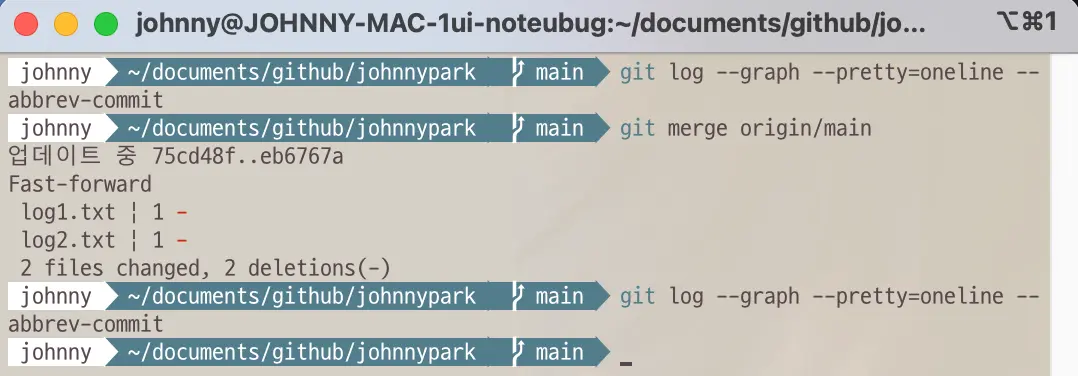 johnny@JOHNNY-MAC-1ui-noteubug:~/documents/github/jo... ⌥⌘1
johnny ~/documents/github/johnnypark main git log --graph --pretty=oneline --
abbrev-commit
johnny ~/documents/github/johnnypark main git merge origin/main
업데이트 중 75cd48f..eb6767a
Fast-forward
log1.txt ¦ 1 -
log2.txt ¦ 1 -
2 files changed, 2 deletions(-)
johnny ~/documents/github/johnnypark main git log --graph --pretty=oneline --
abbrev-commit
johnny ~/documents/github/johnnypark main